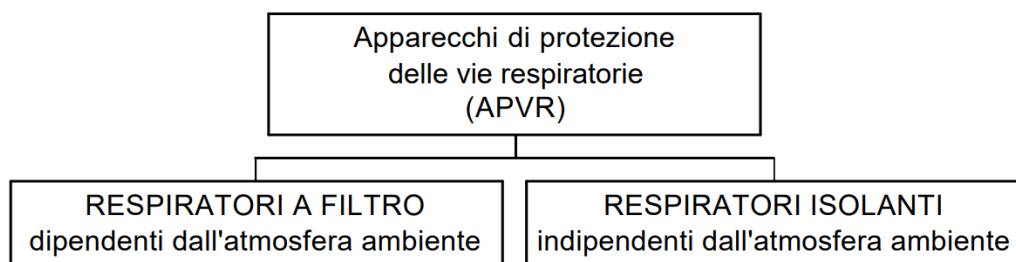 Apparecchi di protezione
delle vie respiratorie
(APVR)
RESPIRATORI A FILTRO
dipendenti dall'atmosfera ambiente
RESPIRATORI ISOLANTI
indipendenti dall'atmosfera ambiente